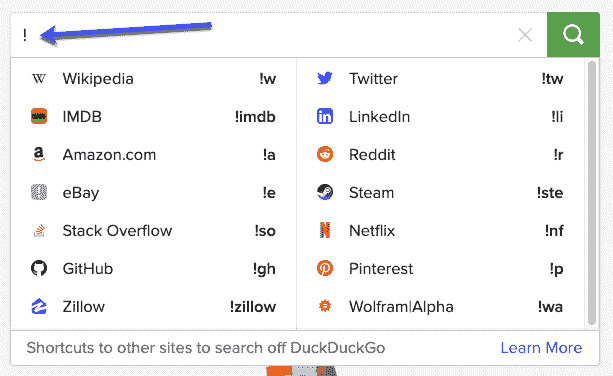 !
Wikipedia !w
Twitter !tw
IMDB !imdb
LinkedIn !li
Amazon.com !a
Reddit !r
eBay !e
Steam !ste
Stack Overflow !so
Netflix !nf
GitHub !gh
Pinterest !p
Zillow !zillow
Wolfram|Alpha !wa
Shortcuts to other sites to search off DuckDuckGo Learn More